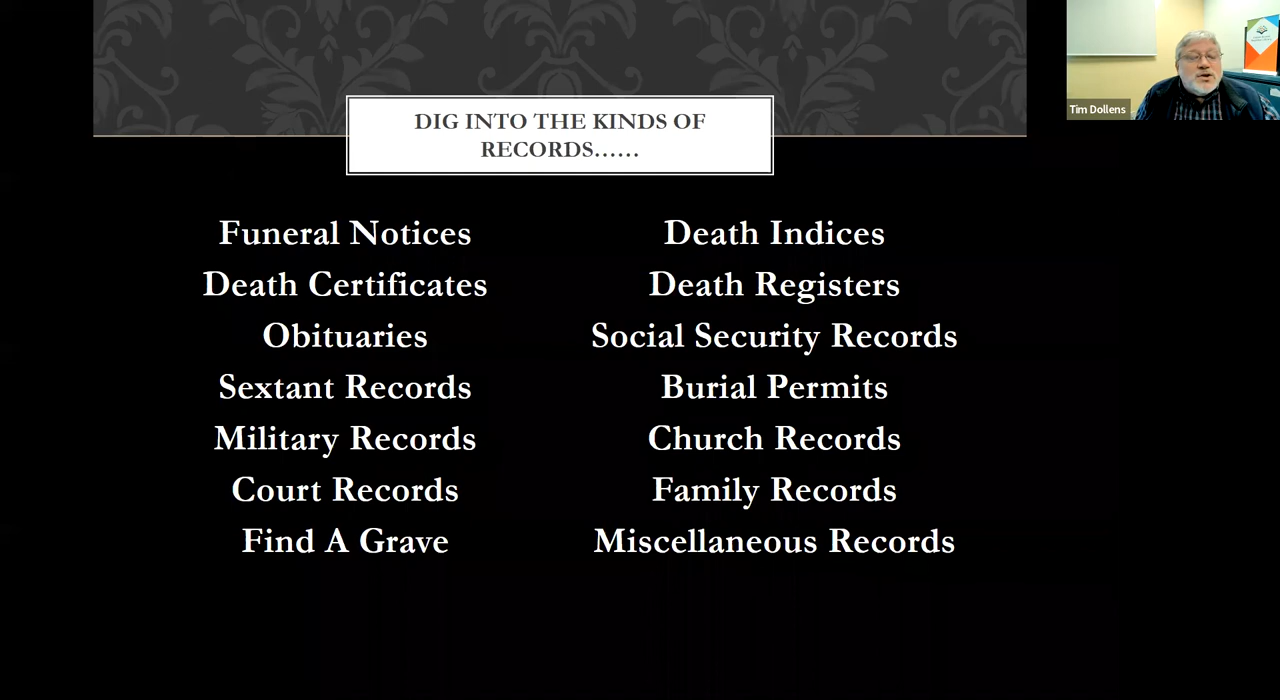 DIG INTO THE KINDS OF
RECORDS……
Funeral Notices
Death Certificates
Obituaries
Sextant Records
Military Records
Court Records
Find A Grave
Death Indices
Death Registers
Social Security Records
Burial Permits
Church Records
Family Records
Miscellaneous Records
Tim Dollens